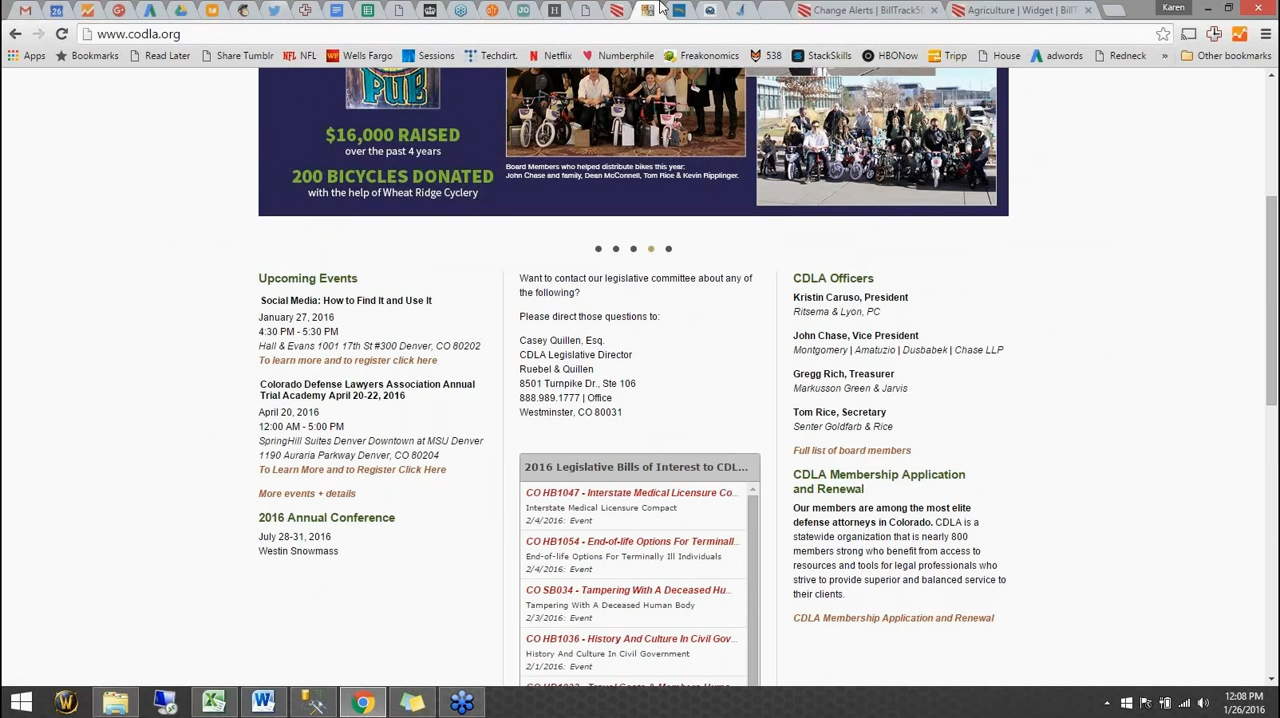 Change Alerts | BillTrack5
Agriculture | Widget | Bil
Karen
26
www.codla.org
Apps
Bookmarks
Read Later
Share Tumblr
NFL
Wells Fargo
Sessions
Techdirt.
Netflix
Numberphile
Freakonomics
538
StackSkills
HBONow
Tripp
House
adwords
Redneck
»
Other bookmarks
PUB
$16,000 RAISED
over the past 4 years
200 BICYCLES DONATED
with the help of Wheat Ridge Cyclery
Board Members who helped distribute bikes this year:
John Chase and family, Dean McConnell, Tom Rice & Kevin Ripplinger.
Upcoming Events
Social Media: How to Find It and Use It
January 27, 2016
4:30 PM - 5:30 PM
Hall & Evans 1001 17th St #300 Denver, CO 80202
To learn more and to register click here
Colorado Defense Lawyers Association Annual
Trial Academy April 20-22, 2016
April 20, 2016
12:00 AM - 5:00 PM
SpringHill Suites Denver Downtown at MSU Denver
1190 Auraria Parkway Denver, CO 80204
To Learn More and to Register Click Here
More events + details
2016 Annual Conference
July 28-31, 2016
Westin Snowmass
Want to contact our legislative committee about any of
the following?
Please direct those questions to:
Casey Quillen, Esq.
CDLA Legislative Director
Ruebel & Quillen
8501 Turnpike Dr., Ste 106
888.989.1777 | Office
Westminster, CO 80031
2016 Legislative Bills of Interest to CDL...
CO HB1047 - Interstate Medical Licensure Co...
Interstate Medical Licensure Compact
2/4/2016: Event
CO HB1054 - End-of-life Options For Terminall...
End-of-life Options For Terminally Ill Individuals
2/4/2016: Event
CO SB034 - Tampering With A Deceased Hu...
Tampering With A Deceased Human Body
2/3/2016: Event
CO HB1036 - History And Culture In Civil Gov...
History And Culture In Civil Government
2/1/2016: Event
CDLA Officers
Kristin Caruso, President
Ritsema & Lyon, PC
John Chase, Vice President
Montgomery | Amatuzio | Dusbabek | Chase LLP
Gregg Rich, Treasurer
Markusson Green & Jarvis
Tom Rice, Secretary
Senter Goldfarb & Rice
Full list of board members
CDLA Membership Application
and Renewal
Our members are among the most elite
defense attorneys in Colorado. CDLA is a
statewide organization that is nearly 800
members strong who benefit from access to
resources and tools for legal professionals who
strive to provide superior and balanced service to
their clients.
CDLA Membership Application and Renewal
12:08 PM
1/26/2016